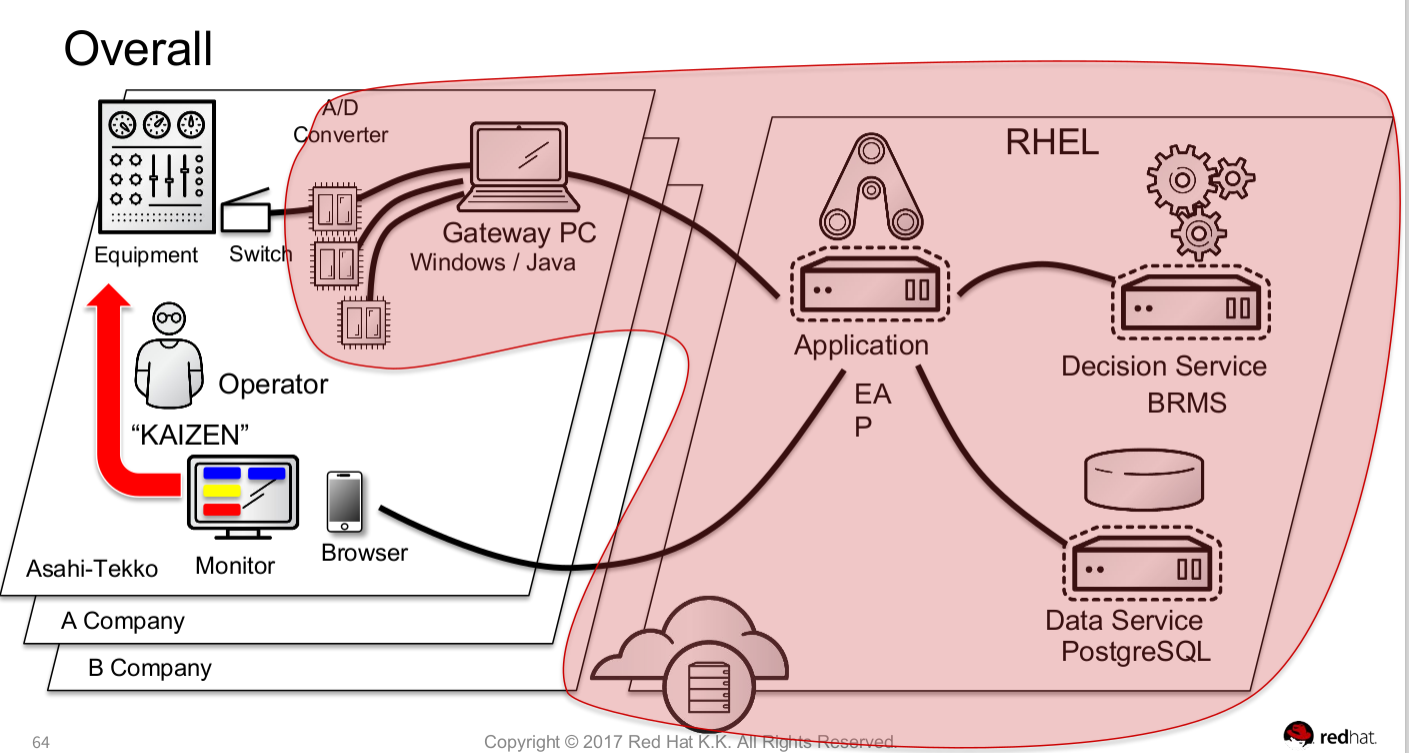 Overall
A/D
Converter
RHEL
Gateway PC
Windows / Java
Equipment
Switch
Application
EA
P
Decision Service
BRMS
Operator
“KAIZEN”
Browser
Monitor
Asahi-Tekko
A Company
B Company
Data Service
PostgreSQL
64
Copyright © 2017 Red Hat K.K. All Rights Reserved.
redhat.